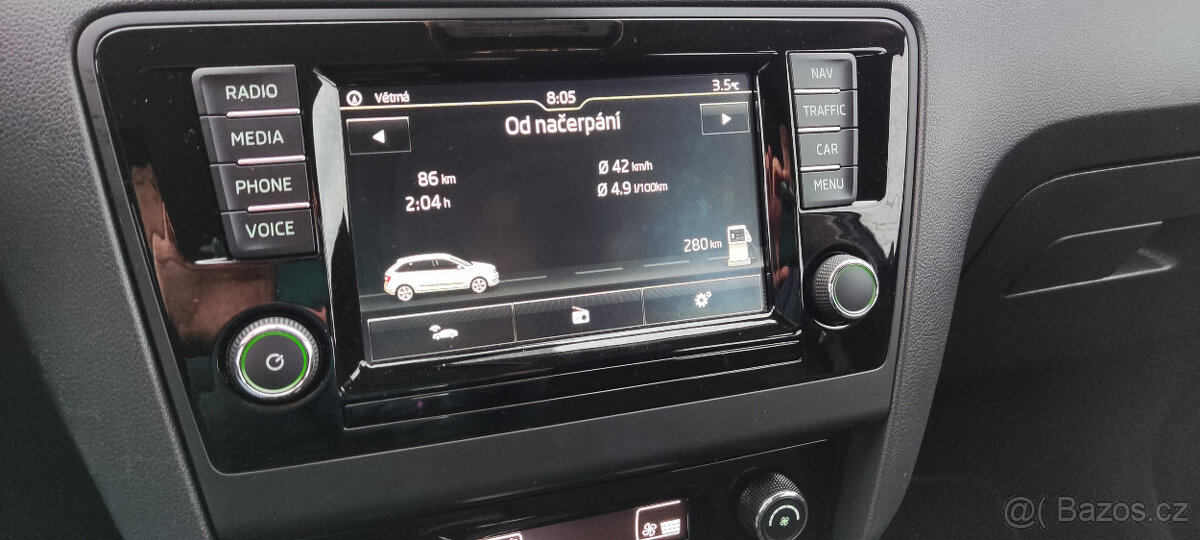 RADIO
MEDIA
PHONE
VOICE
Větrná 8:05 3.5°C
Od načerpání
86 km Ø 42 km/h
2:04 h Ø 4.9 l/100km
280 km
NAV
TRAFFIC
CAR
MENU
@( Bazos.cz